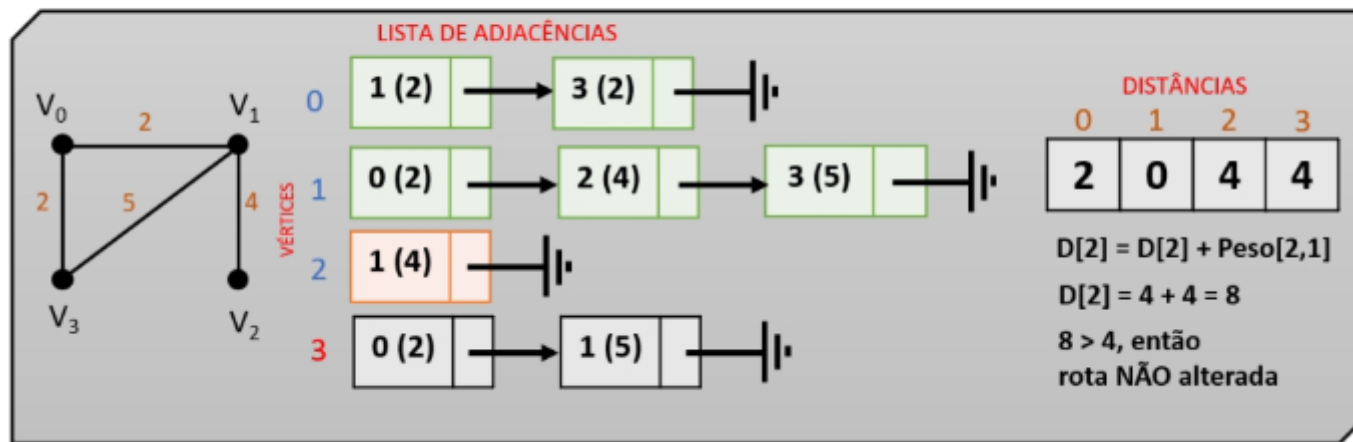 LISTA DE ADJACÊNCIAS
V0 V1
2
2 5 4
V3 V2
VÉRTICES
0 1 (2) 3 (2)
1 0 (2) 2 (4) 3 (5)
2 1 (4)
3 0 (2) 1 (5)
DISTÂNCIAS
0 1 2 3
2 0 4 4
D[2] = D[2] + Peso[2,1]
D[2] = 4 + 4 = 8
8 > 4, então
rota NÃO alterada